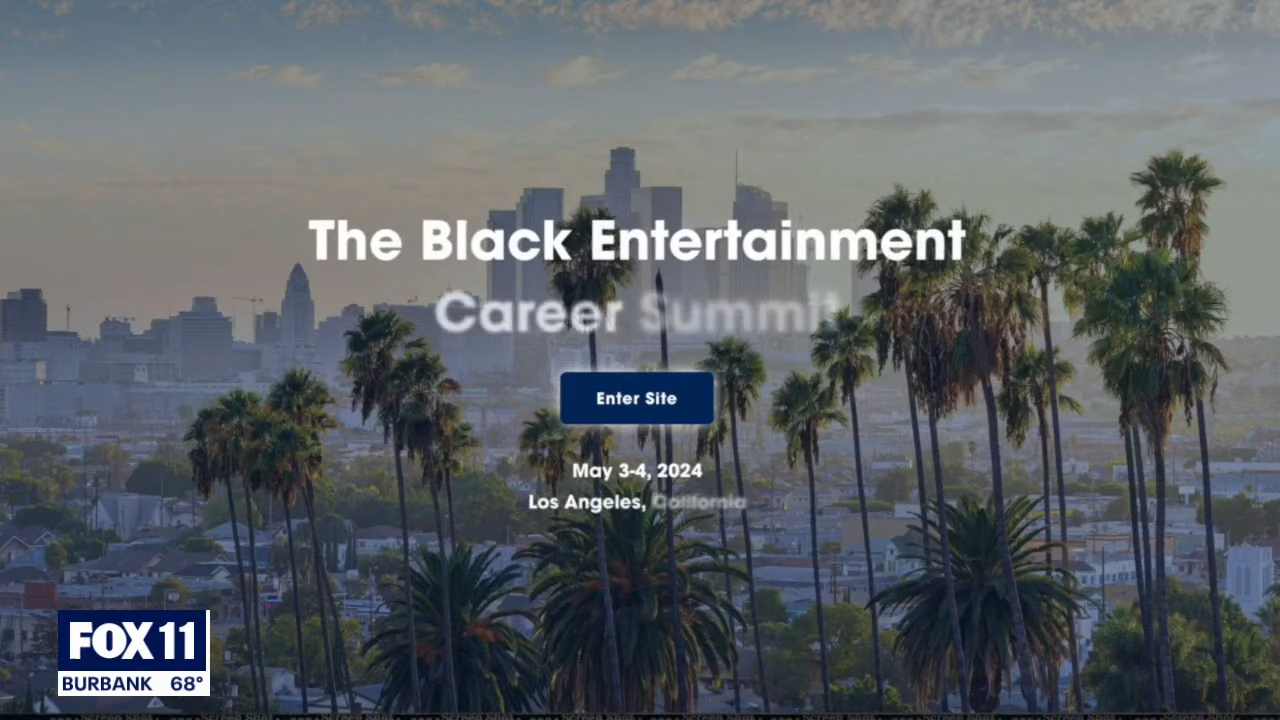 The Black Entertainment
Career Summit
Enter Site
May 3-4, 2024
Los Angeles, California
FOX 11
BURBANK 68°